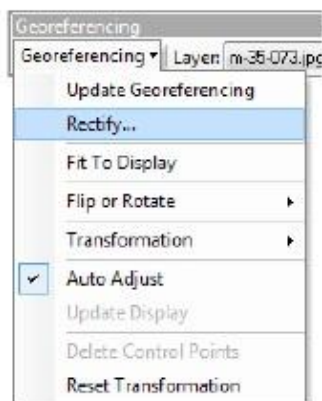 Georeferencing
Georeferencing Layer: m-35-073.jpg
Update Georeferencing
Rectify...
Fit To Display
Flip or Rotate
Transformation
Auto Adjust
Update Display
Delete Control Points
Reset Transformation